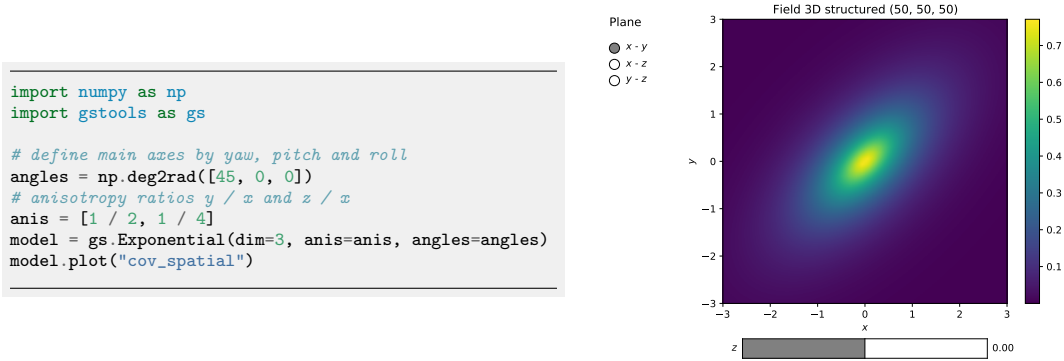 import numpy as np
import gstools as gs
# define main axes by yaw, pitch and roll
angles = np.deg2rad([45, 0, 0])
# anisotropy ratios y / x and z / x
anis = [1 / 2, 1 / 4]
model = gs.Exponential(dim=3, anis=anis, angles=angles)
model.plot("cov_spatial")
Plane
x - y
x - z
y - z
Field 3D structured (50, 50, 50)
3
2
1
0
−1
−2
−3
y
−3 −2 −1 0 1 2 3
x
0.7
0.6
0.5
0.4
0.3
0.2
0.1
z 0.00